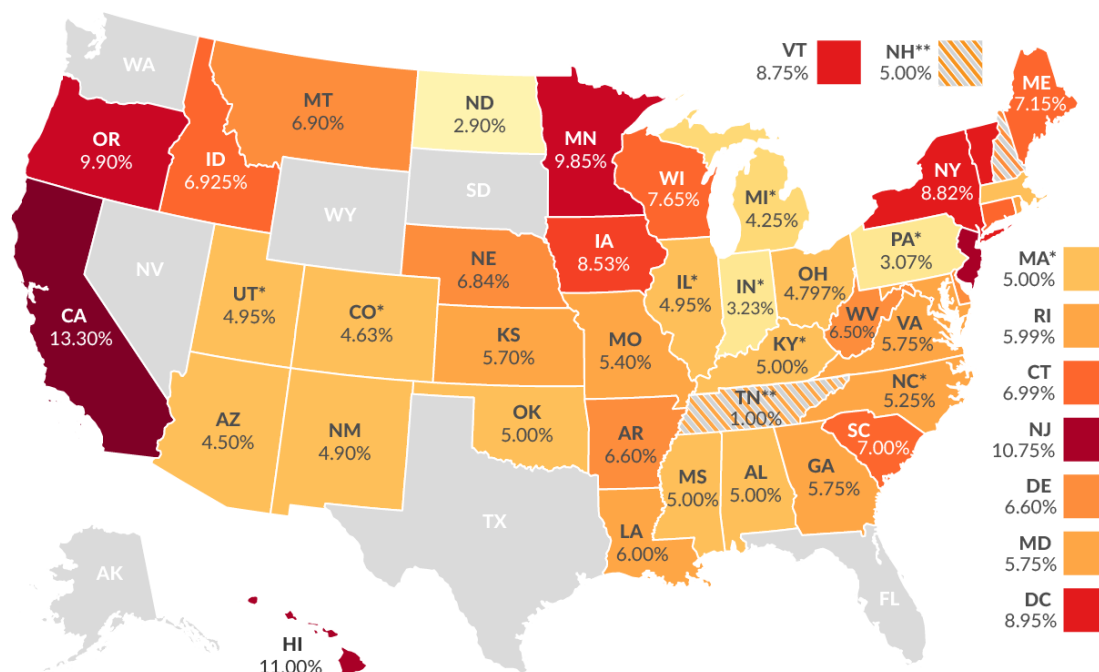 VT
8.75%
NH**
5.00%
WA
ME
7.15%
MT
6.90%
ND
2.90%
OR
9.90%
MN
9.85%
ID
6.925%
NY
8.82%
WI
7.65%
SD
MI*
4.25%
WY
IA
8.53%
PA*
3.07%
NE
6.84%
MA*
5.00%
NV
OH
4.797%
IL*
4.95%
IN*
3.23%
UT*
4.95%
CO*
4.63%
CA
13.30%
WV
6.50%
VA
5.75%
RI
5.99%
KS
5.70%
MO
5.40%
KY*
5.00%
CT
6.99%
NC*
5.25%
TN**
1.00%
AZ
4.50%
NM
4.90%
OK
5.00%
AR
6.60%
SC
7.00%
NJ
10.75%
MS
5.00%
AL
5.00%
GA
5.75%
DE
6.60%
TX
LA
6.00%
MD
5.75%
AK
FL
DC
8.95%
HI
11.00%